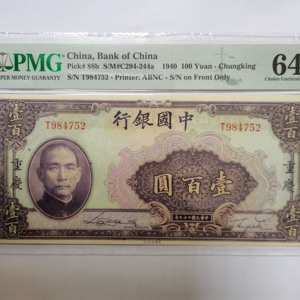 PMG
PAPER MONEY GUARANTY
China, Bank of China
Pick# 88b S/M#C294-244a 1940 100 Yuan - Chungking
S/N T984752 - Printer: ABNC - S/N on Front Only
64
Choice Uncirculated
中國銀行
T984752
T984752
壹百
壹百
重慶
重慶
壹百圓
壹百
壹百